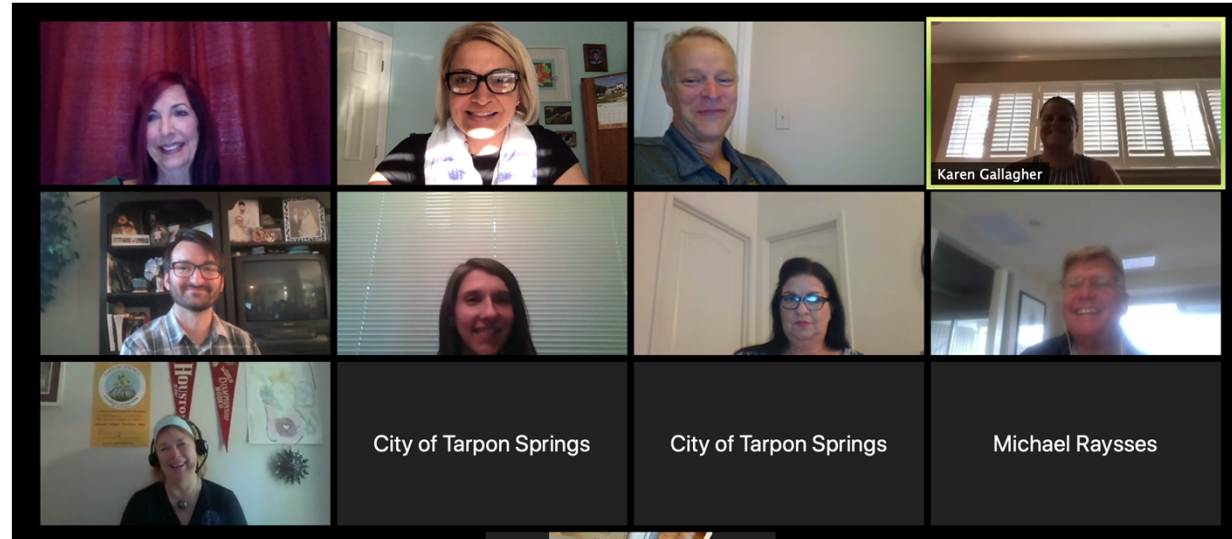 Karen Gallagher
HOUSTON
City of Tarpon Springs
City of Tarpon Springs
Michael Raysses